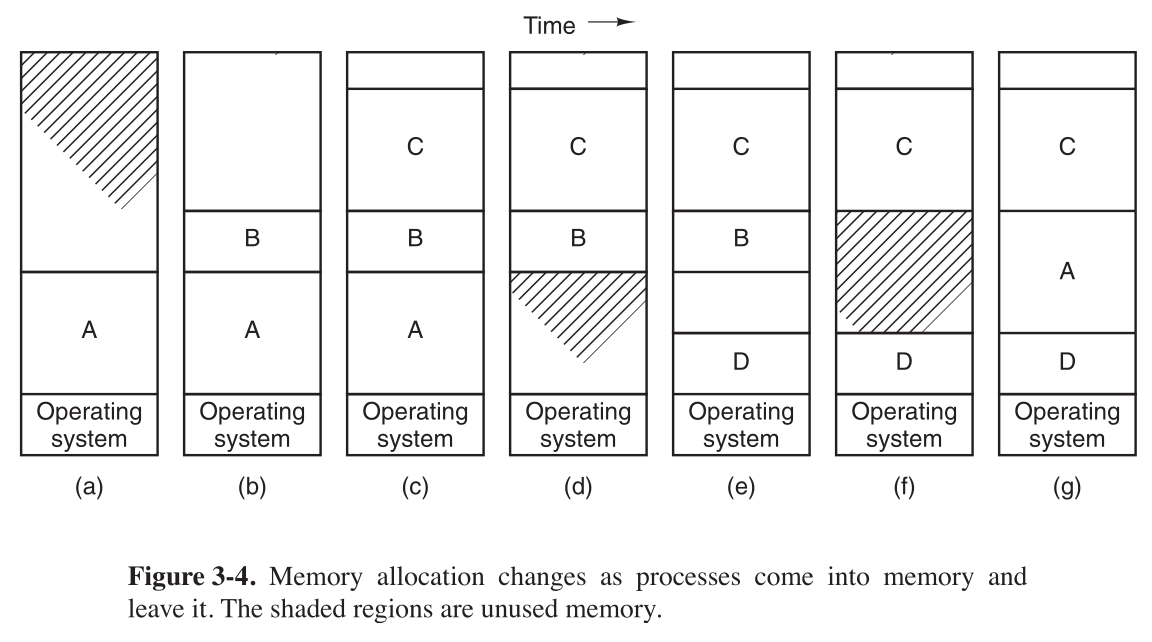 Time
C C C C C
B B B B A
A A A D D D
Operating Operating Operating Operating Operating Operating Operating
system system system system system system system
(a) (b) (c) (d) (e) (f) (g)
Figure 3-4. Memory allocation changes as processes come into memory and
leave it. The shaded regions are unused memory.